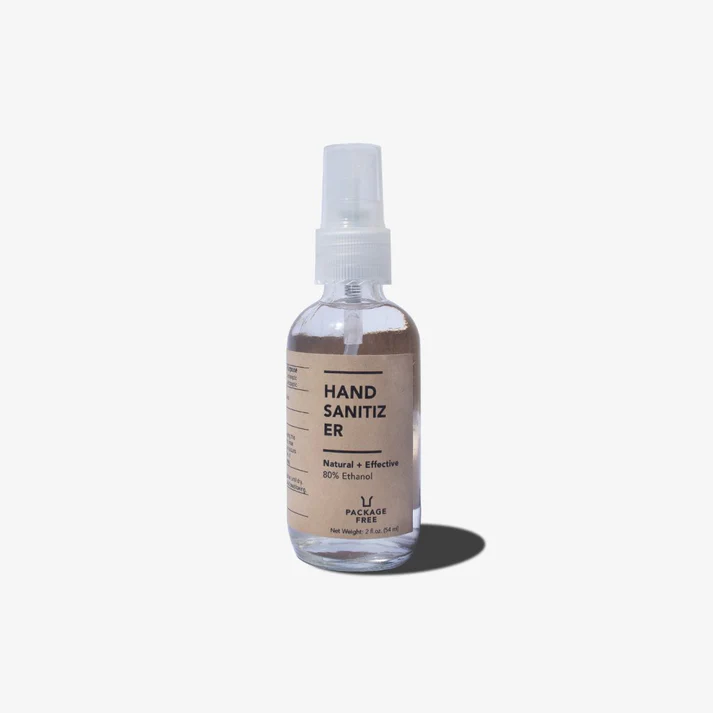 HAND
SANITIZ
ER
Natural + Effective
80% Ethanol
PACKAGE
FREE
Net Weight: 2 fl oz. (54 ml)